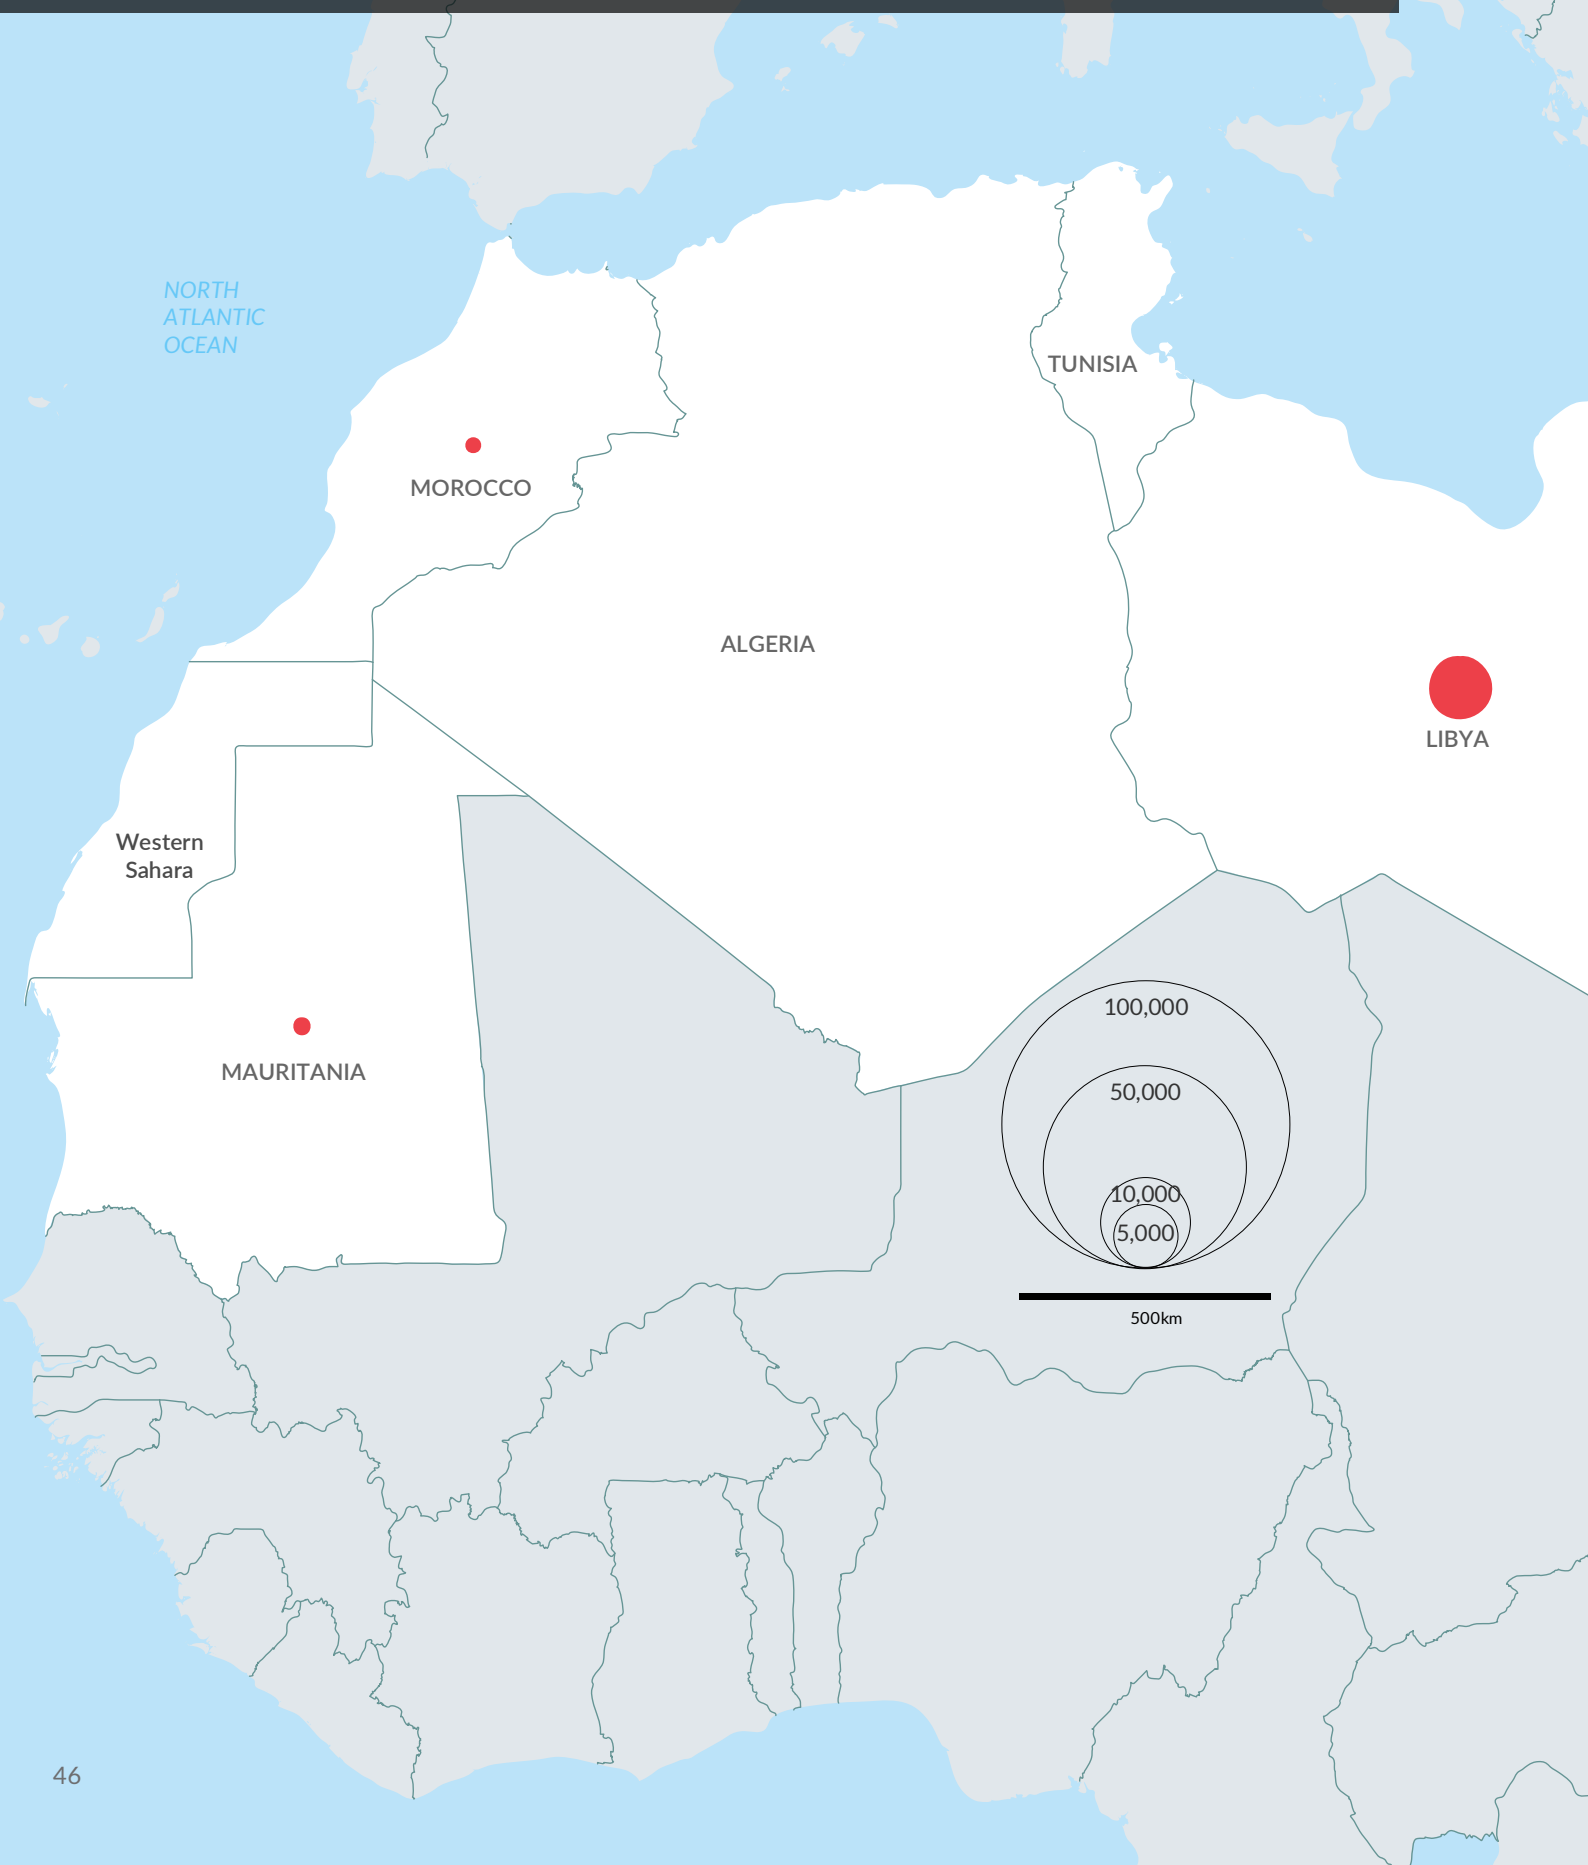 NORTH
ATLANTIC
OCEAN
TUNISIA
MOROCCO
ALGERIA
LIBYA
Western
Sahara
MAURITANIA
100,000
50,000
10,000
5,000
500km
46